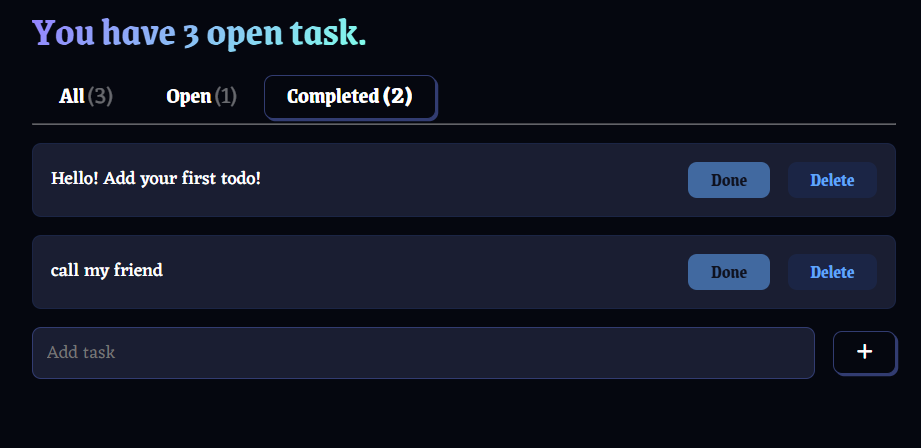 You have 3 open task.
All (3) Open (1) Completed (2)
Hello! Add your first todo! Done Delete
call my friend Done Delete
Add task +